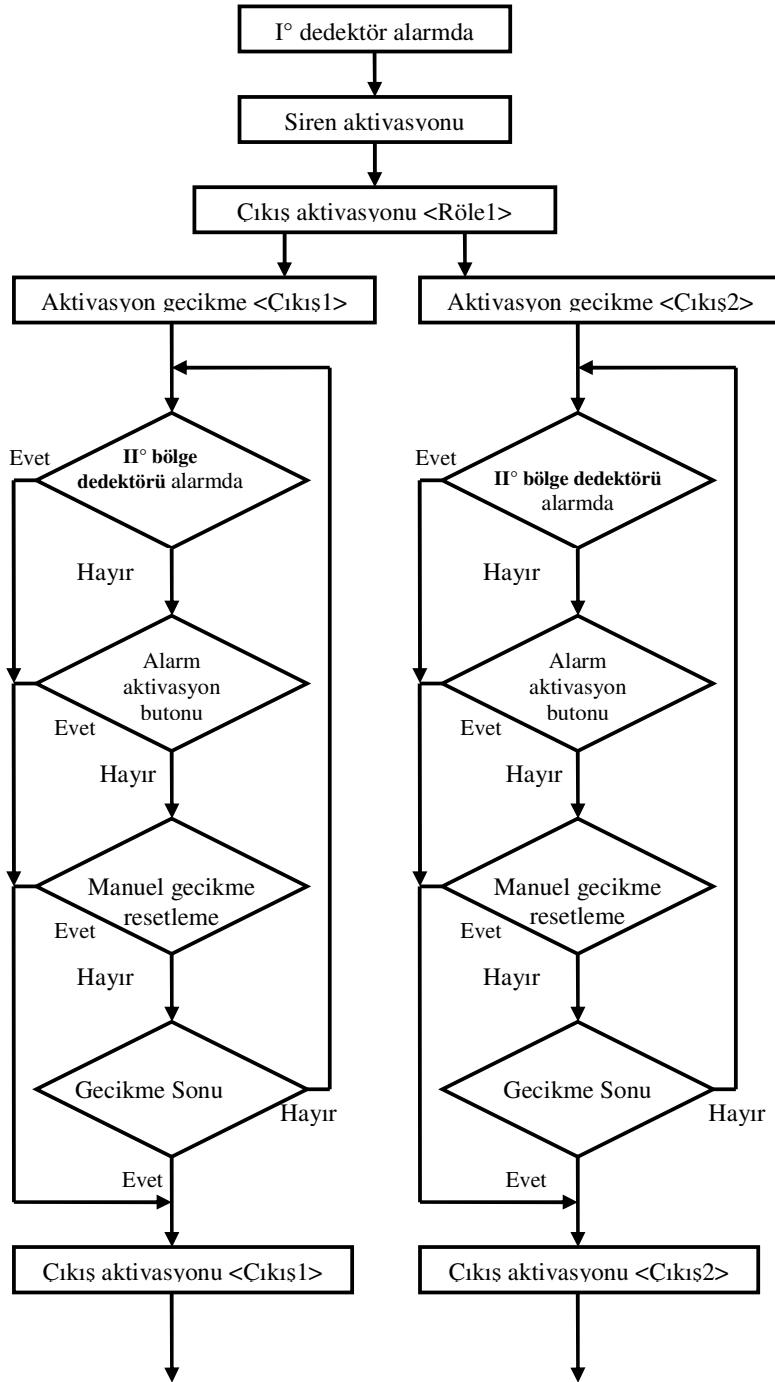 I° dedektör alarmda
Siren aktivasyonu
Çıkış aktivasyonu <Röle1>
Aktivasyon gecikme <Çıkış1>
Aktivasyon gecikme <Çıkış2>
Evet
II° bölge
dedektörü alarmda
Hayır
Alarm
aktivasyon
butonu
Evet
Hayır
Manuel gecikme
resetleme
Evet
Hayır
Gecikme Sonu
Hayır
Evet
Çıkış aktivasyonu <Çıkış1>
Evet
II° bölge dedektörü
alarmda
Hayır
Alarm
aktivasyon
butonu
Evet
Hayır
Manuel gecikme
resetleme
Evet
Hayır
Gecikme Sonu
Hayır
Evet
Çıkış aktivasyonu <Çıkış2>